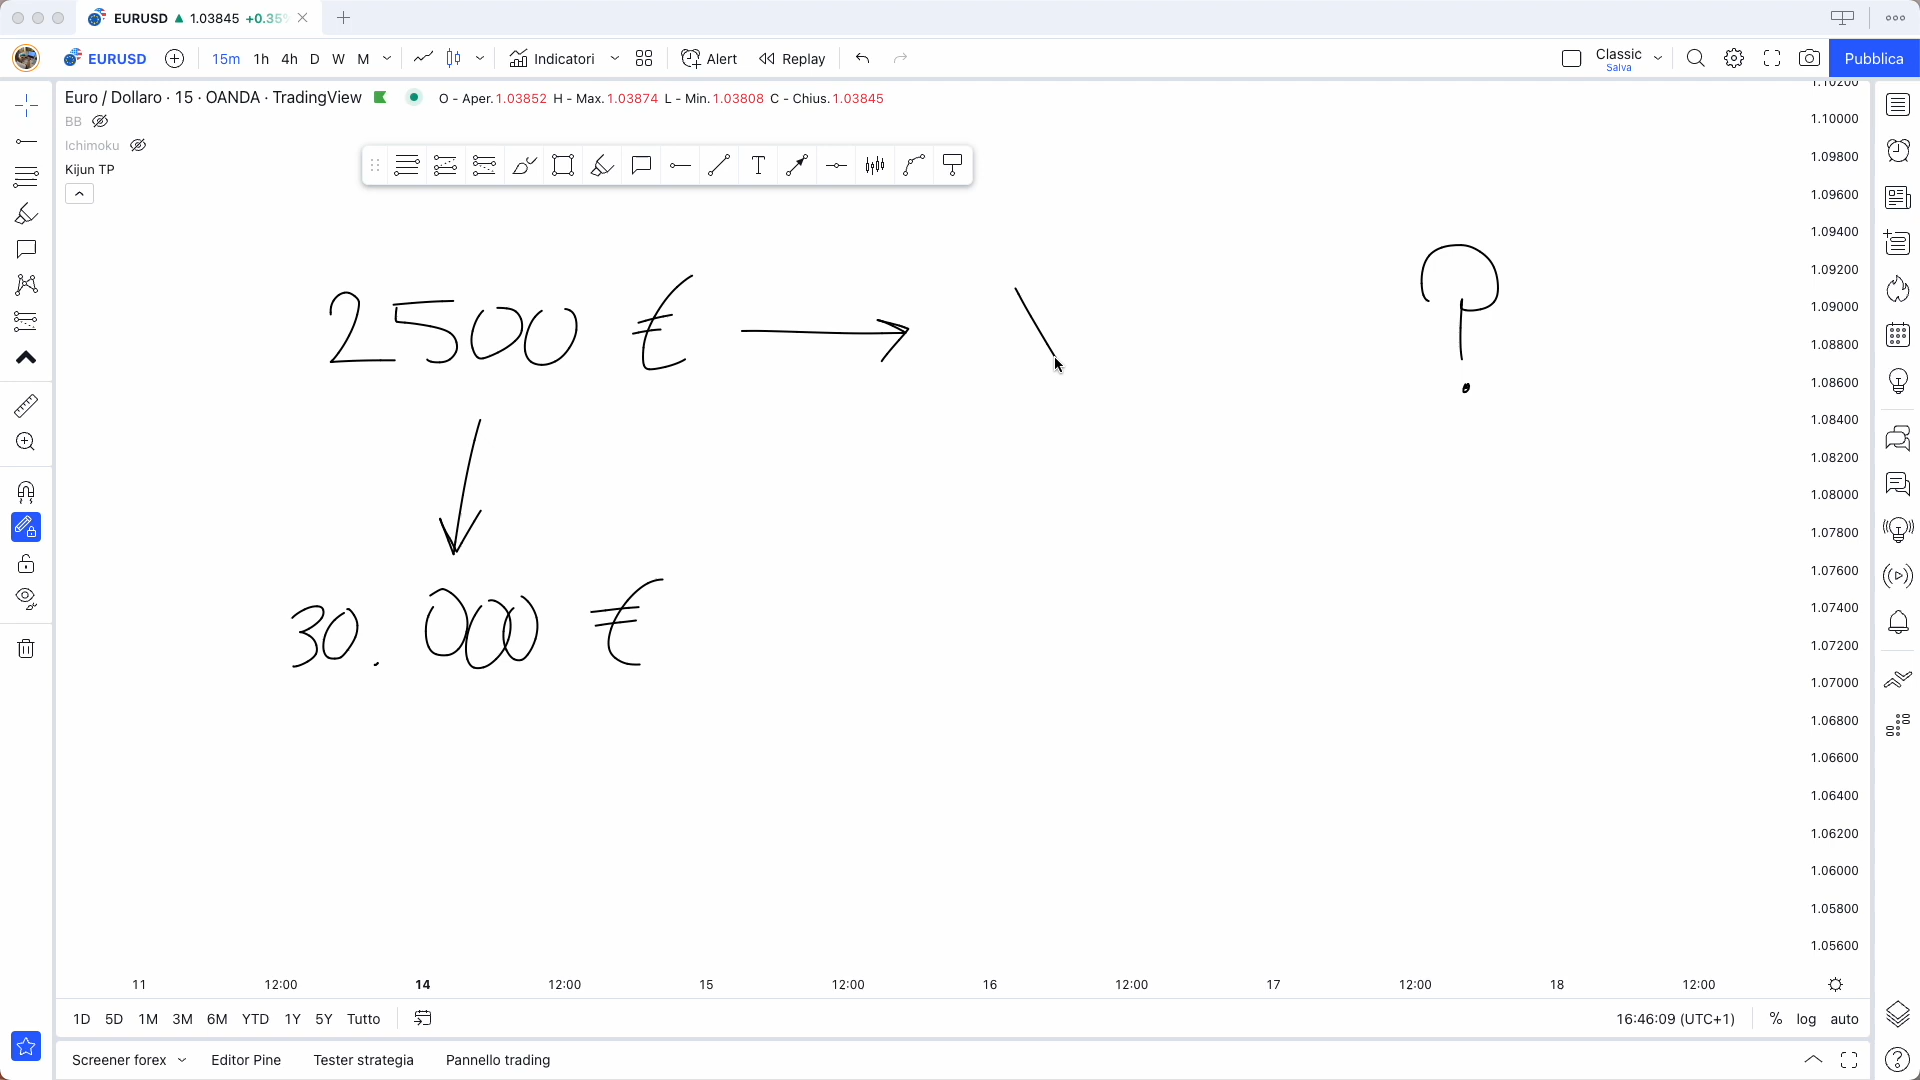 EURUSD ▲ 1.03845 +0.35%
EURUSD 15m 1h 4h D W M Indicatori Alert Replay Classic Salva Pubblica
Euro / Dollaro · 15 · OANDA · TradingView O - Aper. 1.03852 H - Max. 1.03874 L - Min. 1.03808 C - Chius. 1.03845
BB
Ichimoku
Kijun TP
T
2500 € → \ ?
30.000 €
1.10200
1.10000
1.09800
1.09600
1.09400
1.09200
1.09000
1.08800
1.08600
1.08400
1.08200
1.08000
1.07800
1.07600
1.07400
1.07200
1.07000
1.06800
1.06600
1.06400
1.06200
1.06000
1.05800
1.05600
11 12:00 14 12:00 15 12:00 16 12:00 17 12:00 18 12:00
1D 5D 1M 3M 6M YTD 1Y 5Y Tutto 16:46:09 (UTC+1) % log auto
Screener forex Editor Pine Tester strategia Pannello trading